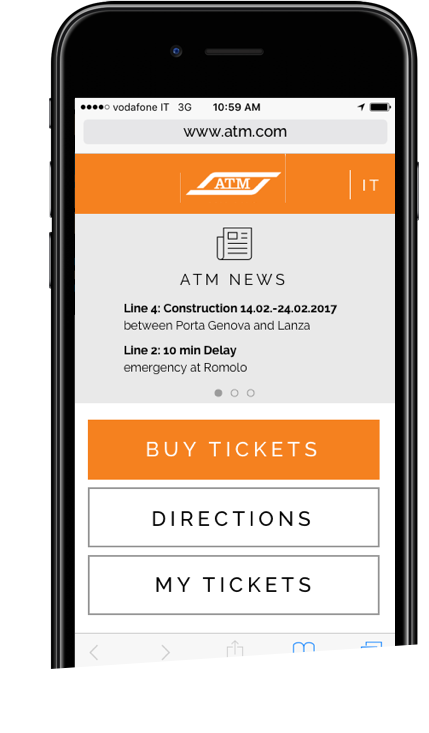 vodafone IT 3G 10:59 AM
www.atm.com
ATM
IT
ATM NEWS
Line 4: Construction 14.02.-24.02.2017
between Porta Genova and Lanza
Line 2: 10 min Delay
emergency at Romolo
BUY TICKETS
DIRECTIONS
MY TICKETS